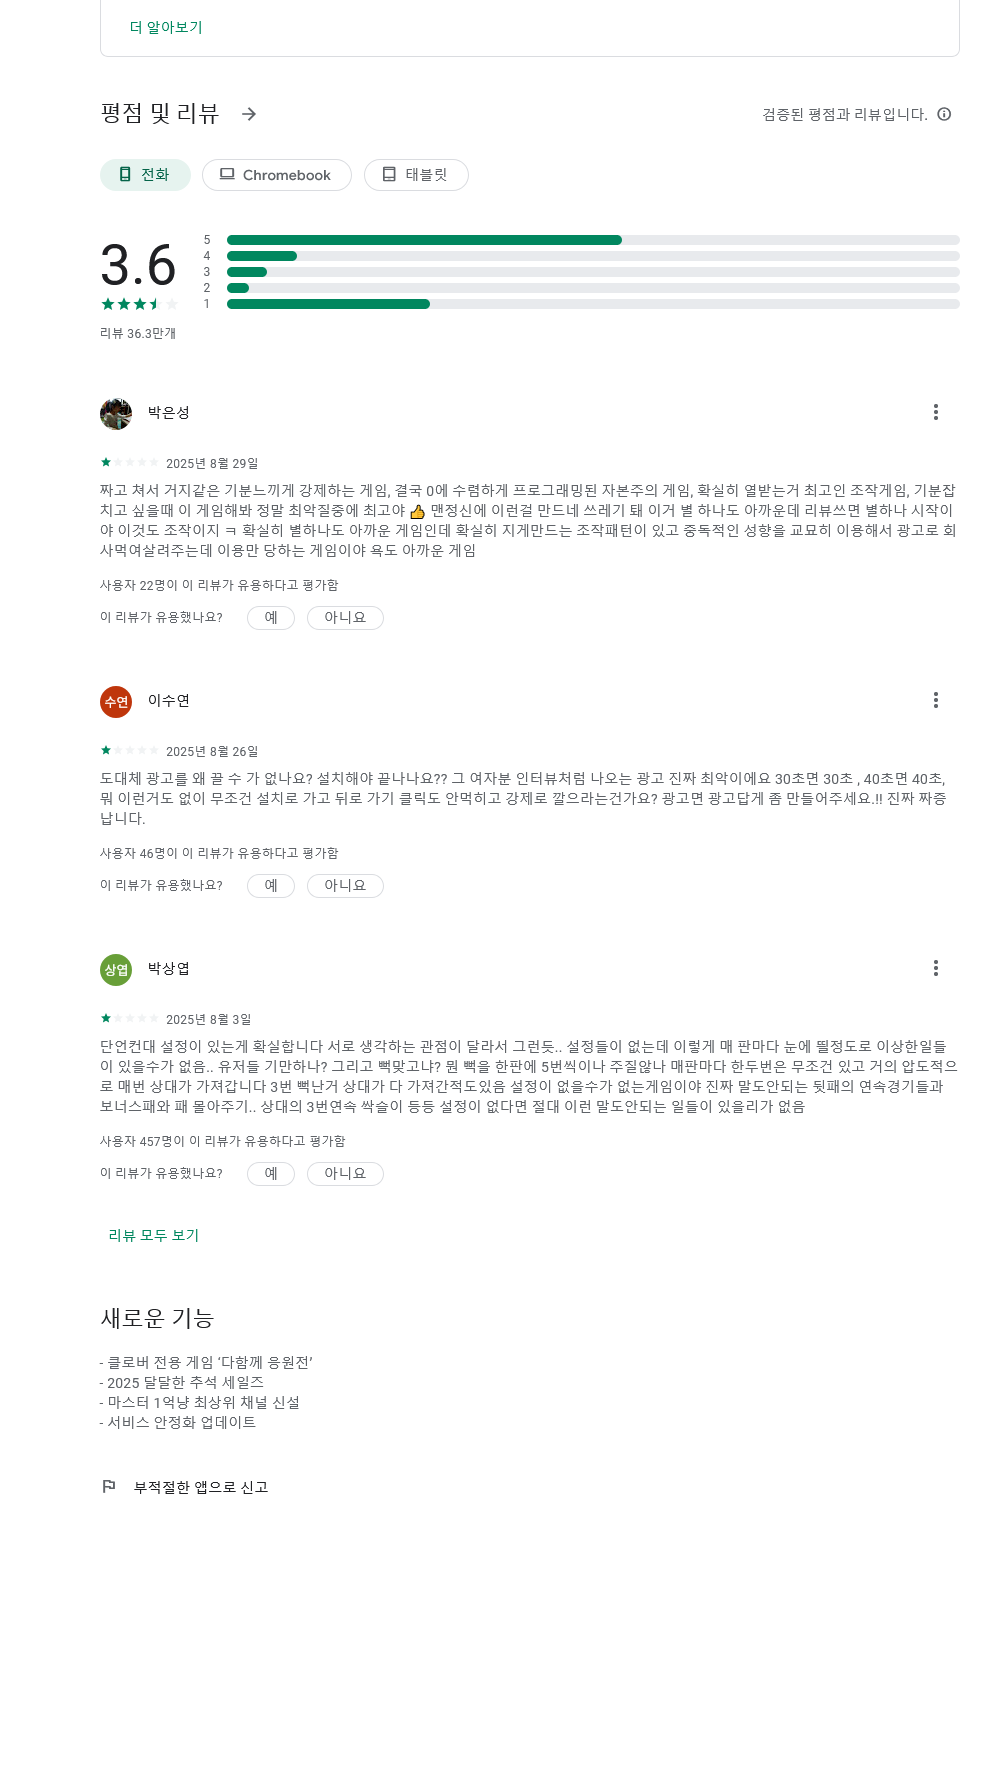 더 알아보기
평점 및 리뷰
검증된 평점과 리뷰입니다.
전화
Chromebook
태블릿
3.6
5
4
3
2
1
리뷰 36.3만개
박은성
2025년 8월 29일
짜고 쳐서 거지같은 기분느끼게 강제하는 게임, 결국 0에 수렴하게 프로그래밍된 자본주의 게임, 확실히 열받는거 최고인 조작게임, 기분잡
치고 싶을때 이 게임해봐 정말 최악질중에 최고야 👍 맨정신에 이런걸 만드네 쓰레기 퇘 이거 별 하나도 아까운데 리뷰쓰면 별하나 시작이
야 이것도 조작이지 ㅋ 확실히 별하나도 아까운 게임인데 확실히 지게만드는 조작패턴이 있고 중독적인 성향을 교묘히 이용해서 광고로 회
사먹여살려주는데 이용만 당하는 게임이야 욕도 아까운 게임
사용자 22명이 이 리뷰가 유용하다고 평가함
이 리뷰가 유용했나요?
예
아니요
수연
이수연
2025년 8월 26일
도대체 광고를 왜 끌 수 가 없나요? 설치해야 끝나나요?? 그 여자분 인터뷰처럼 나오는 광고 진짜 최악이에요 30초면 30초 , 40초면 40초,
뭐 이런거도 없이 무조건 설치로 가고 뒤로 가기 클릭도 안먹히고 강제로 깔으라는건가요? 광고면 광고답게 좀 만들어주세요.!! 진짜 짜증
납니다.
사용자 46명이 이 리뷰가 유용하다고 평가함
이 리뷰가 유용했나요?
예
아니요
상엽
박상엽
2025년 8월 3일
단언컨대 설정이 있는게 확실합니다 서로 생각하는 관점이 달라서 그런듯.. 설정들이 없는데 이렇게 매 판마다 눈에 띌정도로 이상한일들
이 있을수가 없음.. 유저들 기만하나? 그리고 뻑맞고냐? 뭔 뻑을 한판에 5번씩이나 주질않나 매판마다 한두번은 무조건 있고 거의 압도적으
로 매번 상대가 가져갑니다 3번 뻑난거 상대가 다 가져간적도있음 설정이 없을수가 없는게임이야 진짜 말도안되는 뒷패의 연속경기들과
보너스패와 패 몰아주기.. 상대의 3번연속 싹슬이 등등 설정이 없다면 절대 이런 말도안되는 일들이 있을리가 없음
사용자 457명이 이 리뷰가 유용하다고 평가함
이 리뷰가 유용했나요?
예
아니요
리뷰 모두 보기
새로운 기능
- 클로버 전용 게임 ‘다함께 응원전’
- 2025 달달한 추석 세일즈
- 마스터 1억냥 최상위 채널 신설
- 서비스 안정화 업데이트
부적절한 앱으로 신고